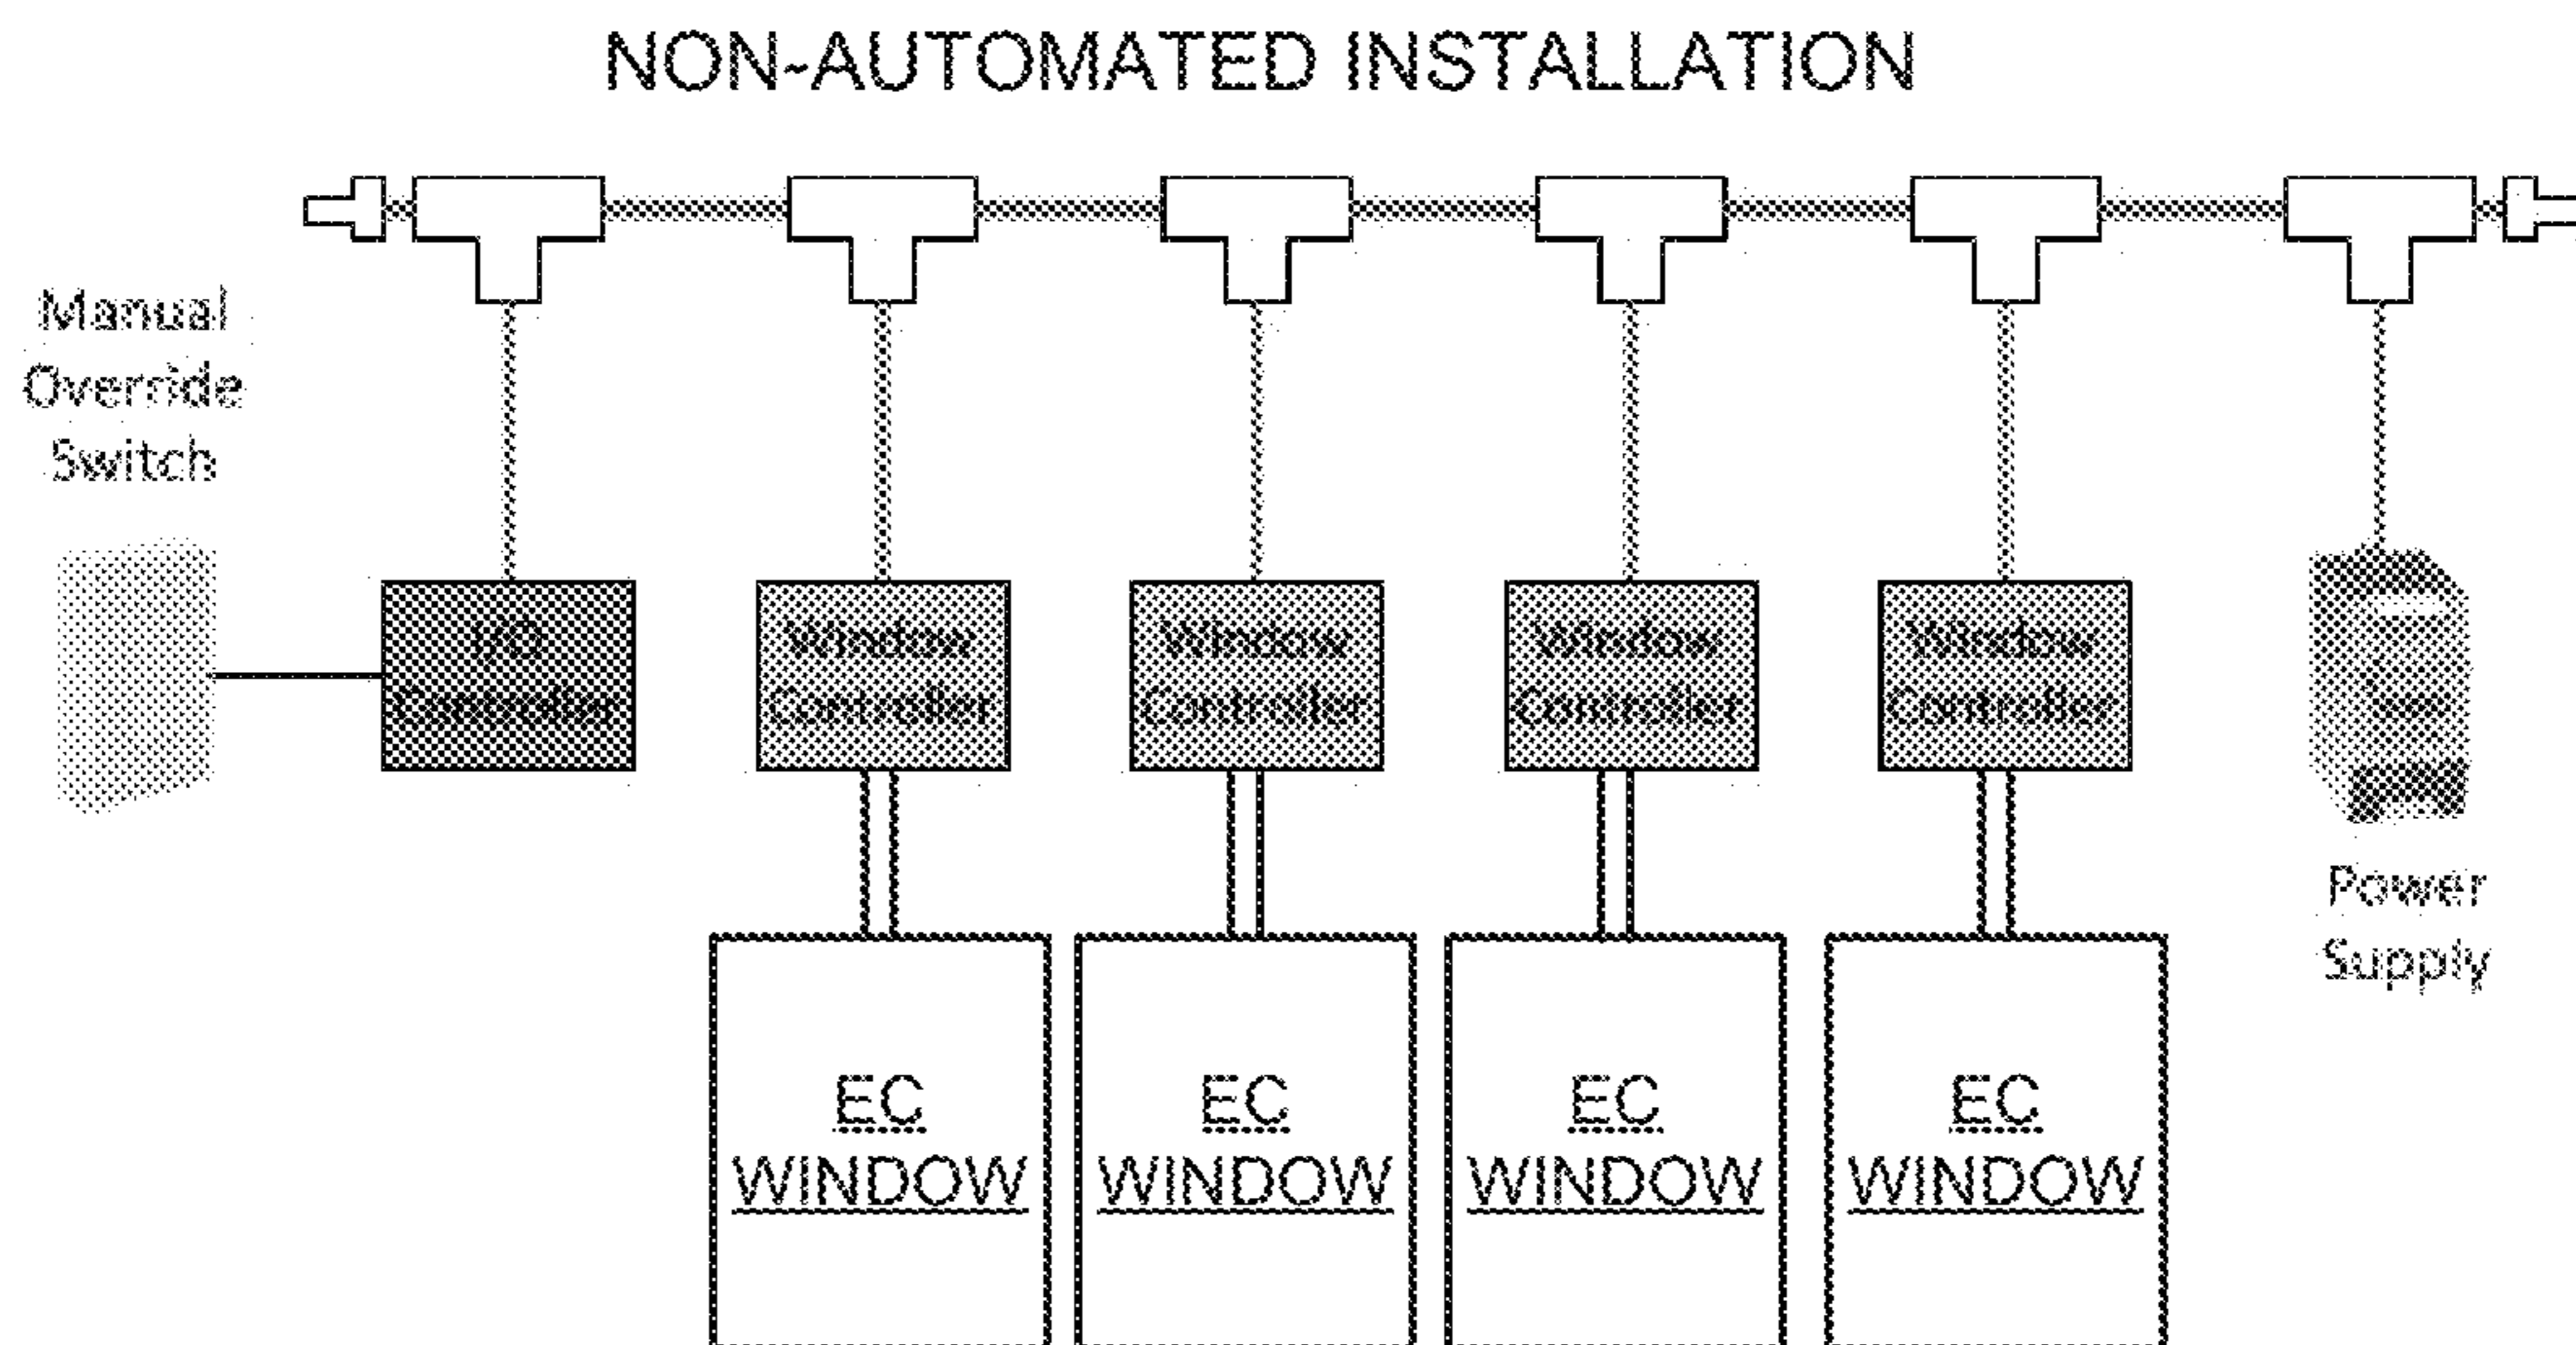 NON-AUTOMATED INSTALLATION
Manual
Override
Switch
I/O
Controller
Window
Controller
Window
Controller
Window
Controller
Window
Controller
Power
Supply
EC
WINDOW
EC
WINDOW
EC
WINDOW
EC
WINDOW